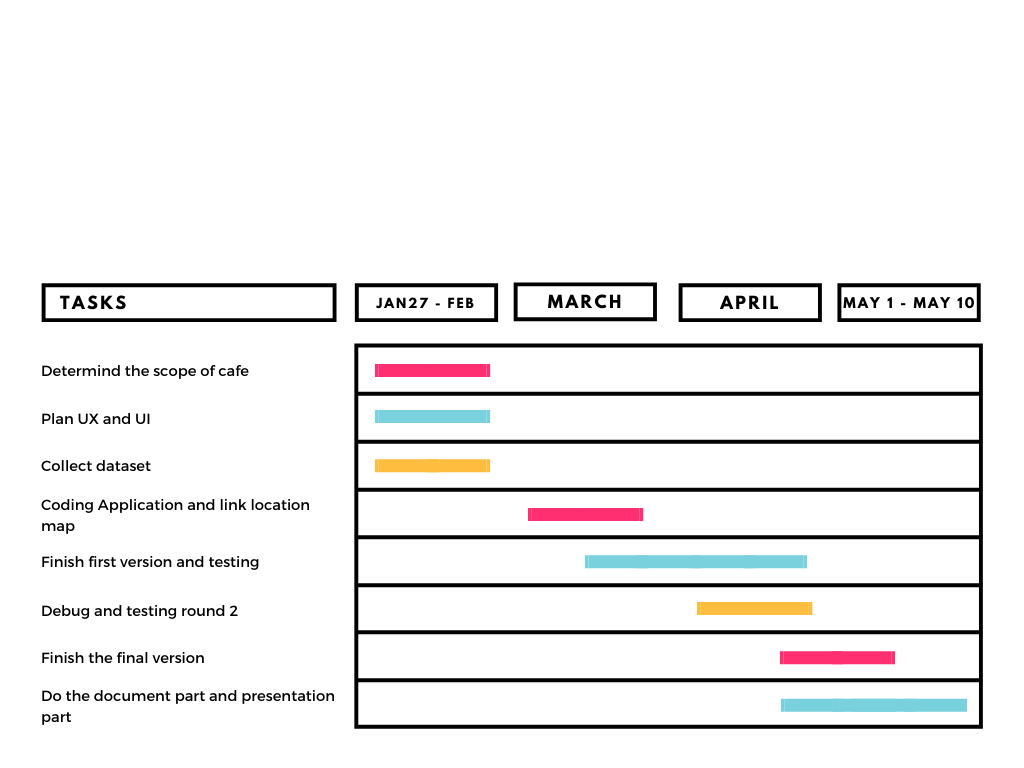 TASKS
JAN27 - FEB
MARCH
APRIL
MAY 1 - MAY 10
Determind the scope of cafe
Plan UX and UI
Collect dataset
Coding Application and link location
map
Finish first version and testing
Debug and testing round 2
Finish the final version
Do the document part and presentation
part